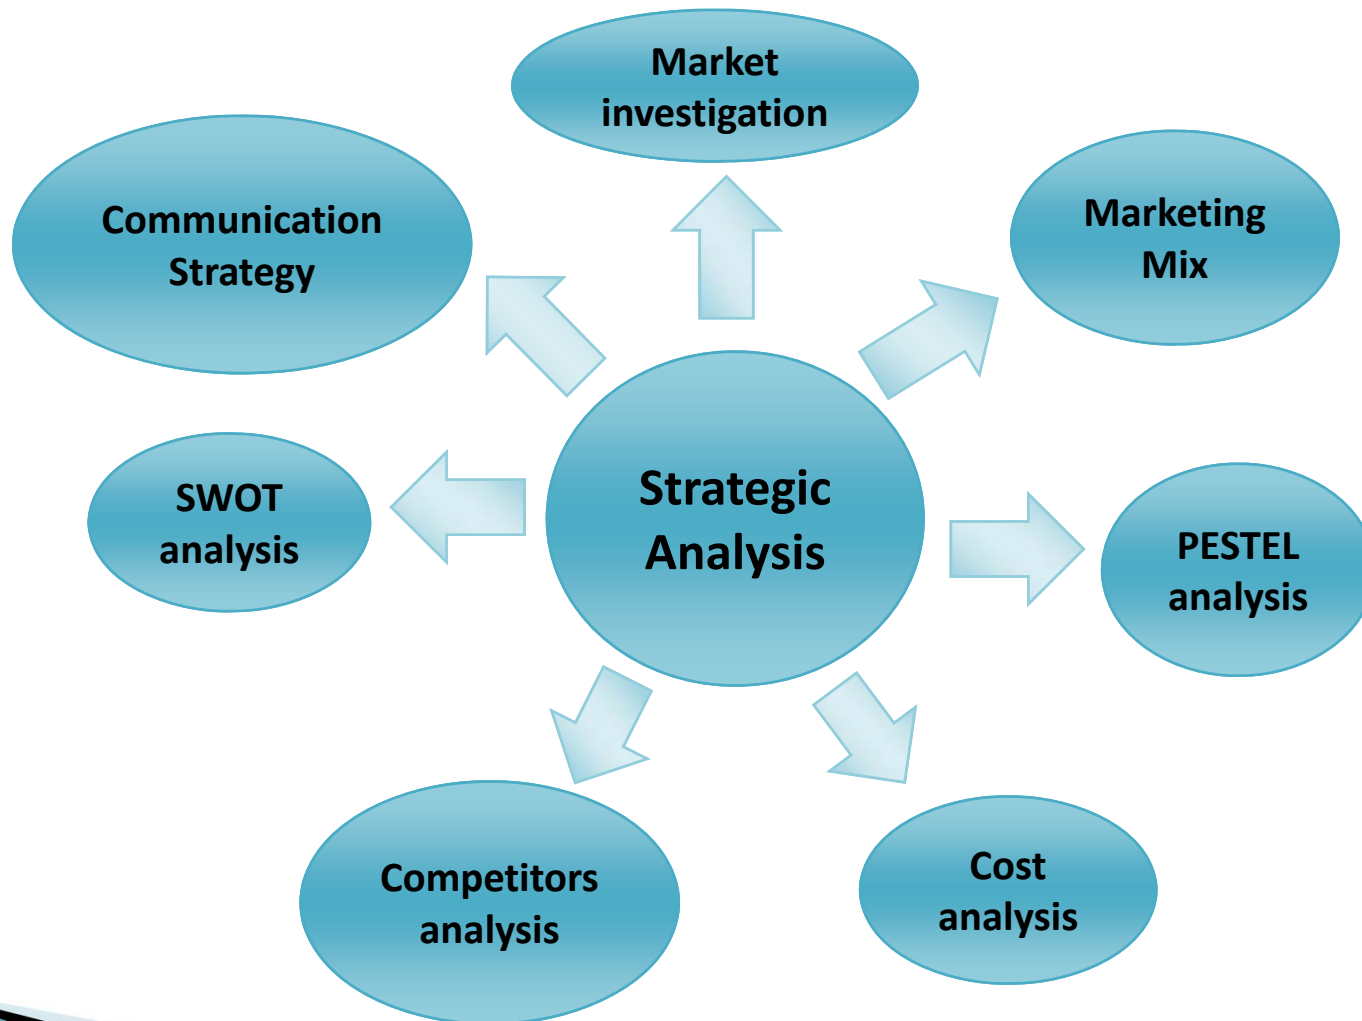 Market
investigation
Communication
Strategy
Marketing
Mix
Strategic
Analysis
SWOT
analysis
PESTEL
analysis
Competitors
analysis
Cost
analysis